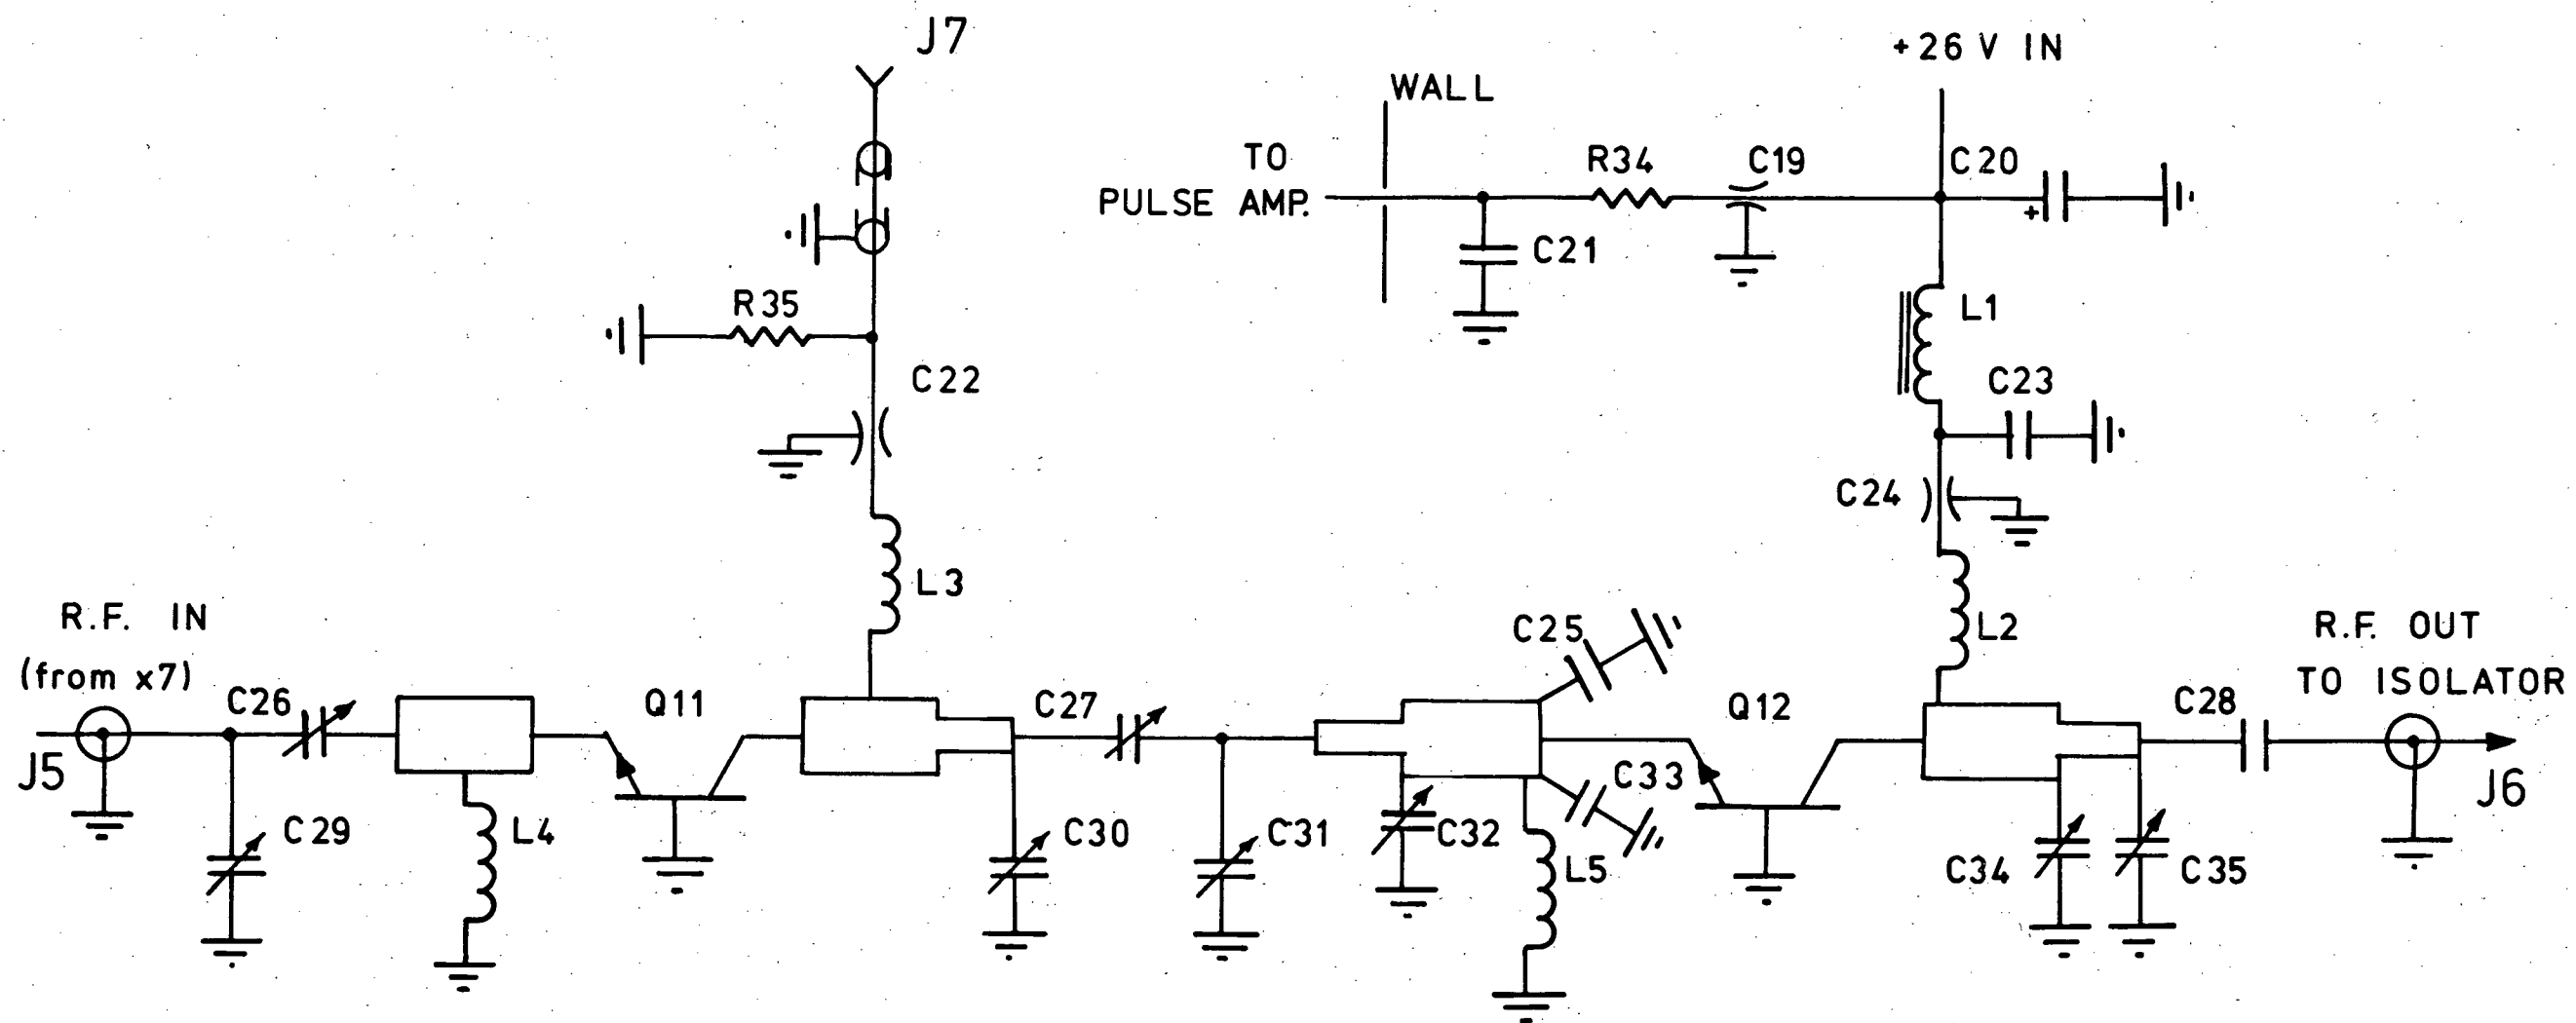 J7
+26 V IN
WALL
TO
PULSE AMP.
R34
C19
C20
C21
R35
L1
C22
C23
C24
L3
R.F. IN
(from x7)
J5
C26
Q11
C27
C25
L2
R.F. OUT
TO ISOLATOR
Q12
C28
J6
C29
L4
C30
C31
C32
C33
L5
C34
C35
+